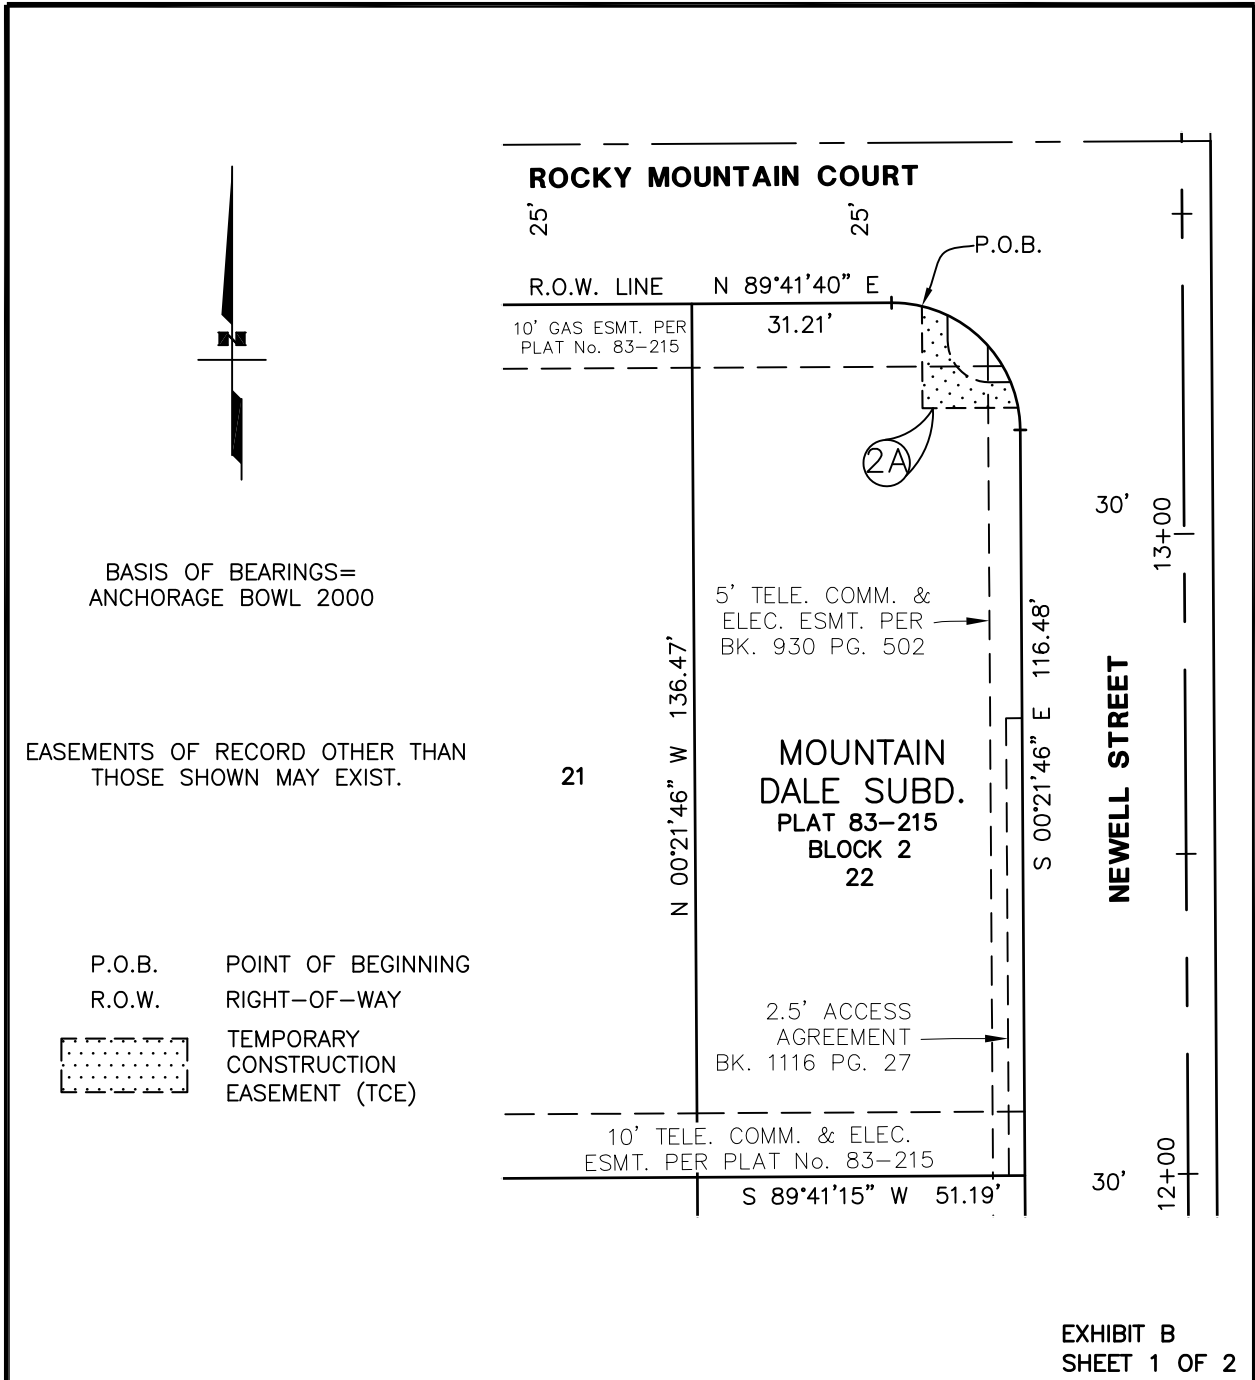 ROCKY MOUNTAIN COURT
25'
25'
P.O.B.
R.O.W. LINE
N 89°41'40" E
31.21'
10' GAS ESMT. PER
PLAT No. 83-215
2A
N
30'
13+00
BASIS OF BEARINGS=
ANCHORAGE BOWL 2000
5' TELE. COMM. &
ELEC. ESMT. PER
BK. 930 PG. 502
N 00°21'46" W 136.47'
S 00°21'46" E 116.48'
NEWELL STREET
EASEMENTS OF RECORD OTHER THAN
THOSE SHOWN MAY EXIST.
21
MOUNTAIN
DALE SUBD.
PLAT 83-215
BLOCK 2
22
P.O.B. POINT OF BEGINNING
R.O.W. RIGHT-OF-WAY
TEMPORARY
CONSTRUCTION
EASEMENT (TCE)
2.5' ACCESS
AGREEMENT
BK. 1116 PG. 27
10' TELE. COMM. & ELEC.
ESMT. PER PLAT No. 83-215
S 89°41'15" W 51.19'
30'
12+00
EXHIBIT B
SHEET 1 OF 2